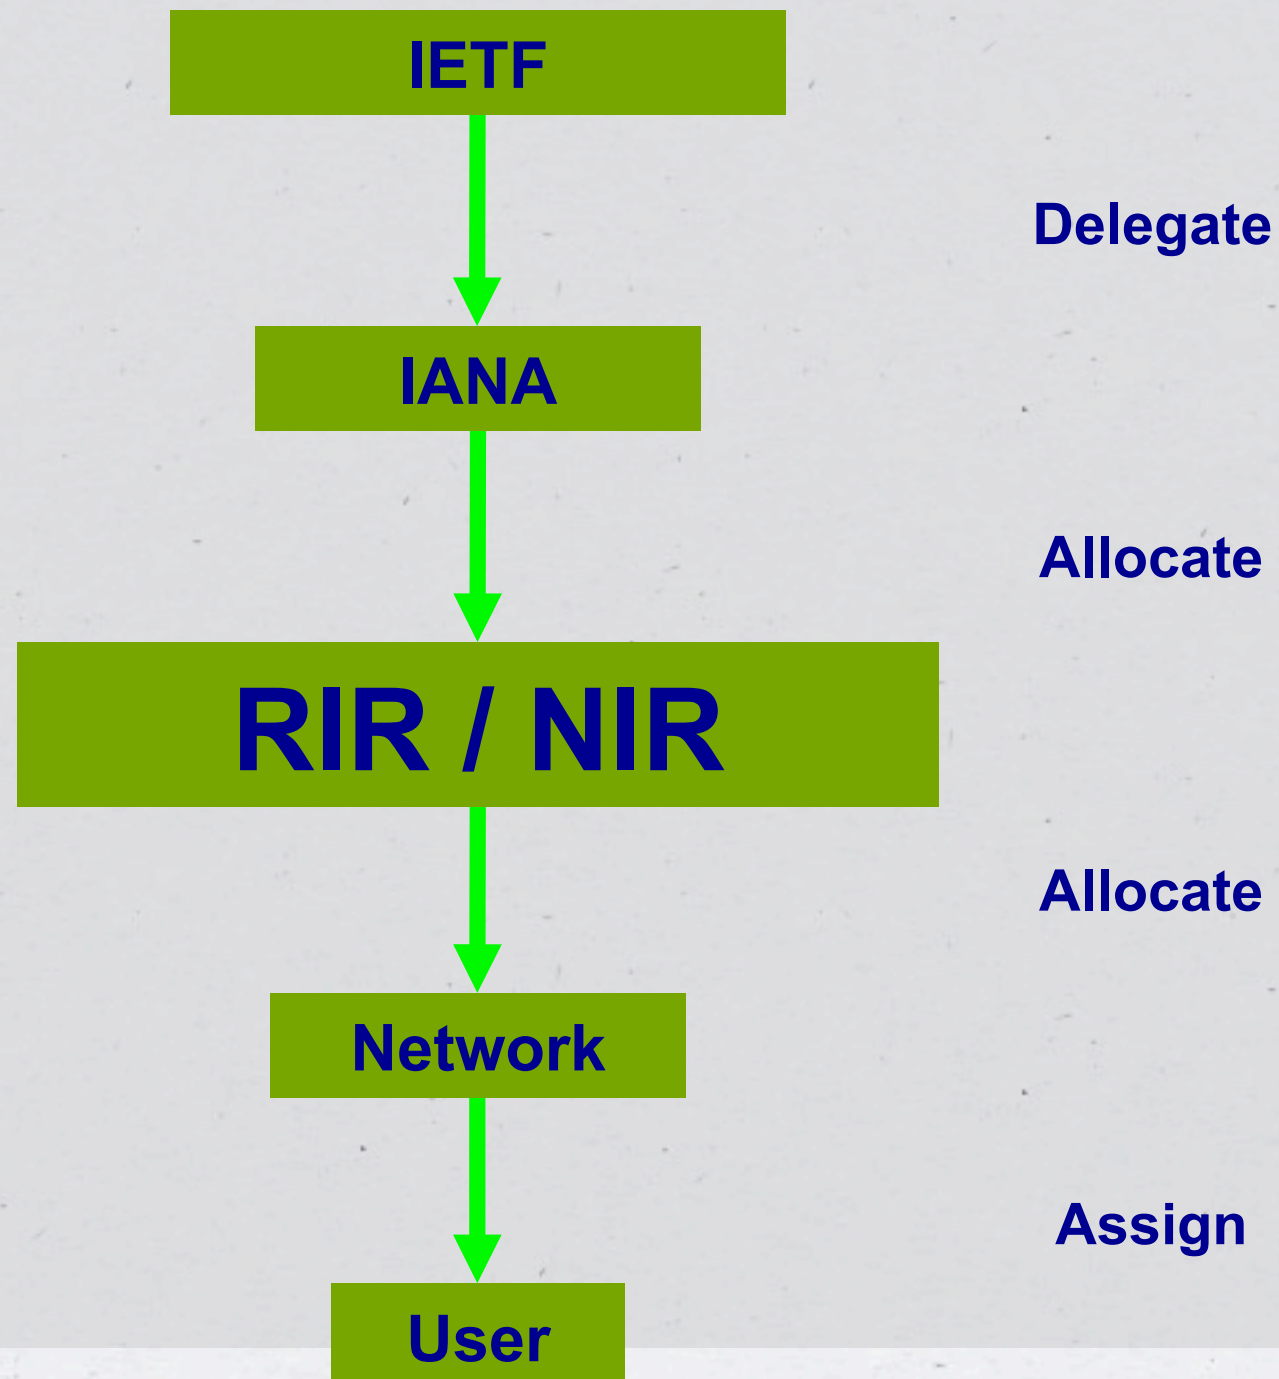 IETF
Delegate
IANA
Allocate
RIR / NIR
Allocate
Network
Assign
User